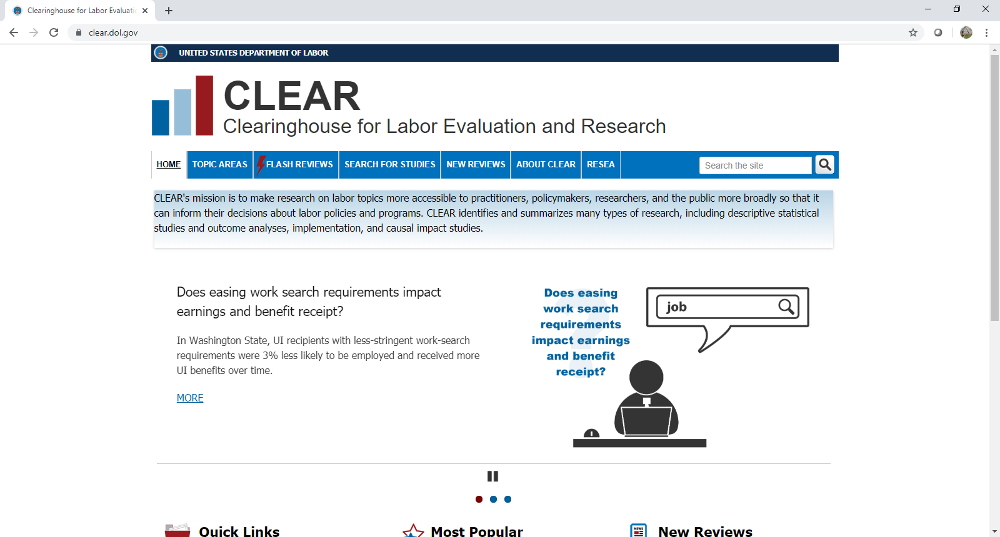 Clearinghouse for Labor Evaluati
clear.dol.gov
UNITED STATES DEPARTMENT OF LABOR
CLEAR
Clearinghouse for Labor Evaluation and Research
HOME TOPIC AREAS FLASH REVIEWS SEARCH FOR STUDIES NEW REVIEWS ABOUT CLEAR RESEA Search the site
CLEAR's mission is to make research on labor topics more accessible to practitioners, policymakers, researchers, and the public more broadly so that it
can inform their decisions about labor policies and programs. CLEAR identifies and summarizes many types of research, including descriptive statistical
studies and outcome analyses, implementation, and causal impact studies.
Does easing work search requirements impact
earnings and benefit receipt?
In Washington State, UI recipients with less-stringent work-search
requirements were 3% less likely to be employed and received more
UI benefits over time.
MORE
Does easing
work search
requirements
impact earnings
and benefit
receipt?
job
Quick Links
Most Popular
NEWS
New Reviews